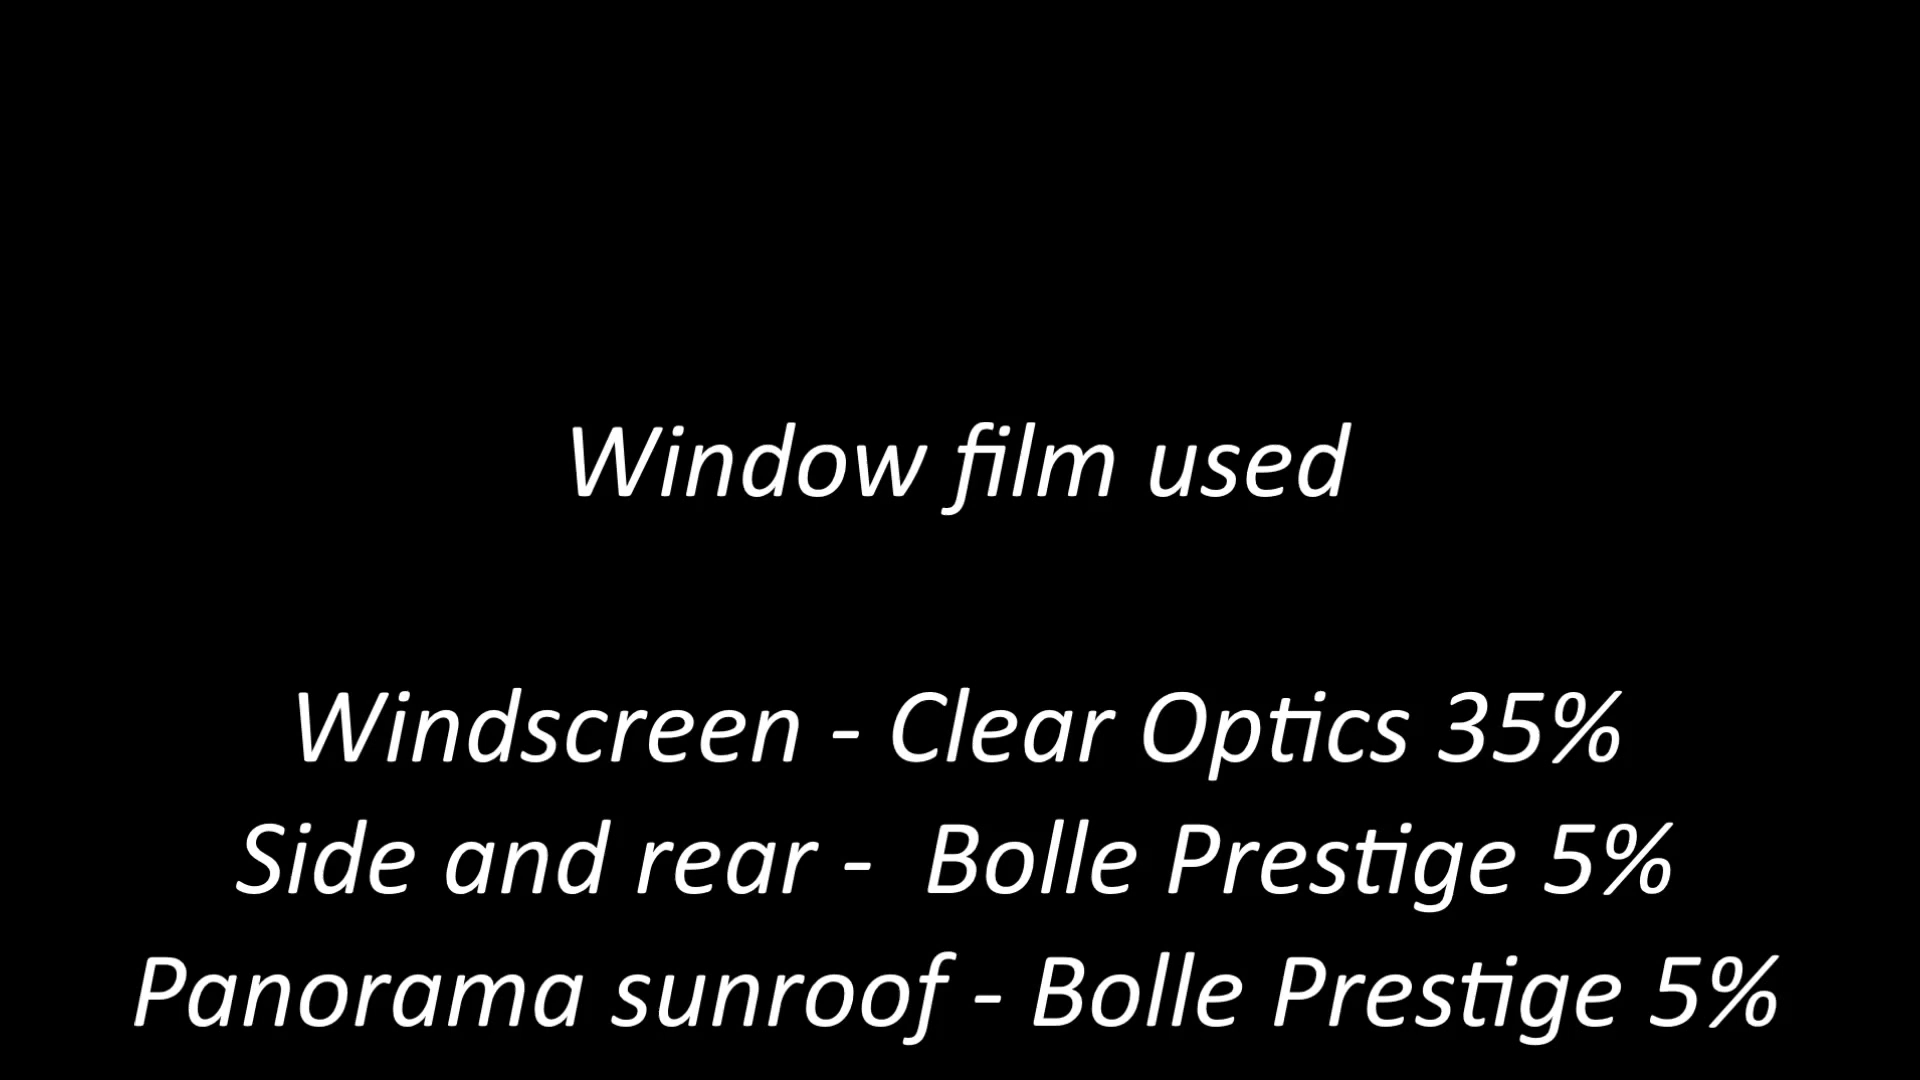 Window film used
Windscreen - Clear Optics 35%
Side and rear -  Bolle Prestige 5%
Panorama sunroof - Bolle Prestige 5%